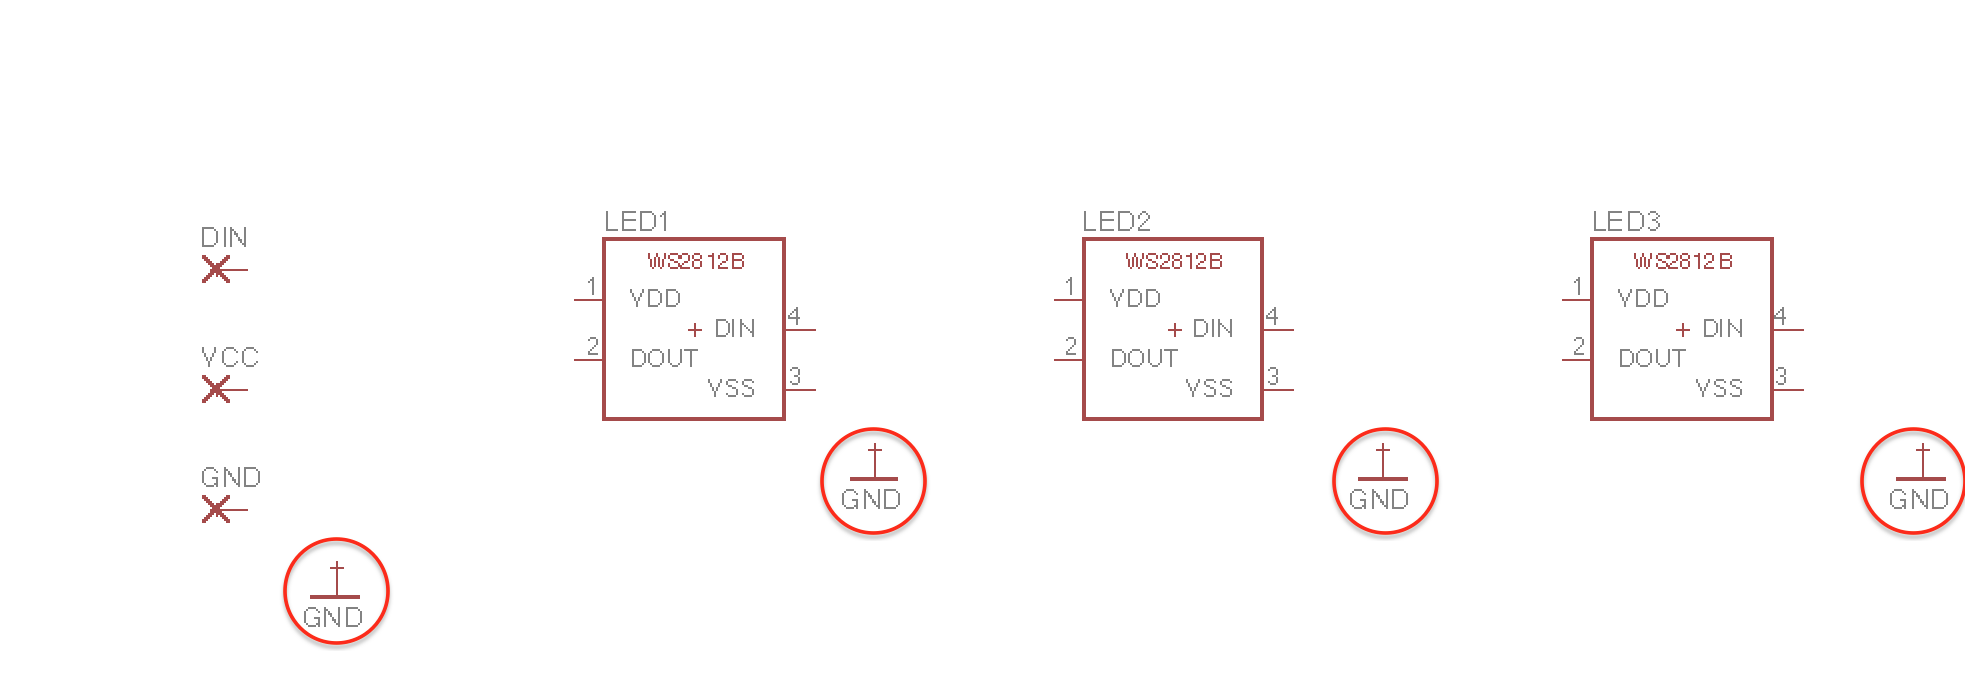 DIN
VCC
GND
GND
LED1
WS2812B
1
VDD
4
DIN
2
DOUT
3
VSS
GND
LED2
WS2812B
1
VDD
4
DIN
2
DOUT
3
VSS
GND
LED3
WS2812B
1
VDD
4
DIN
2
DOUT
3
VSS
GND